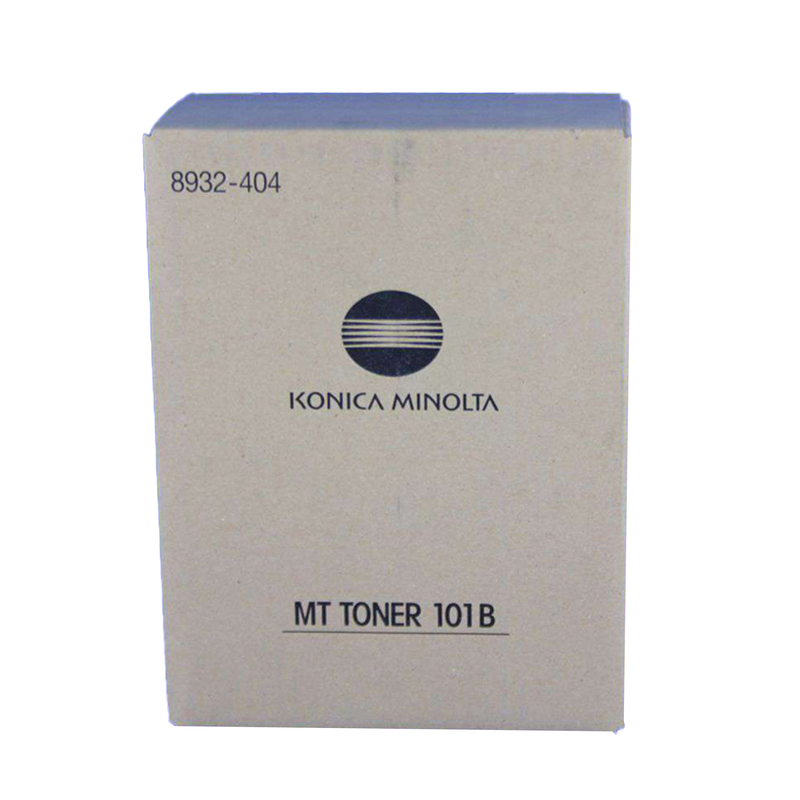 8932-404
KONICA MINOLTA
MT TONER 101B